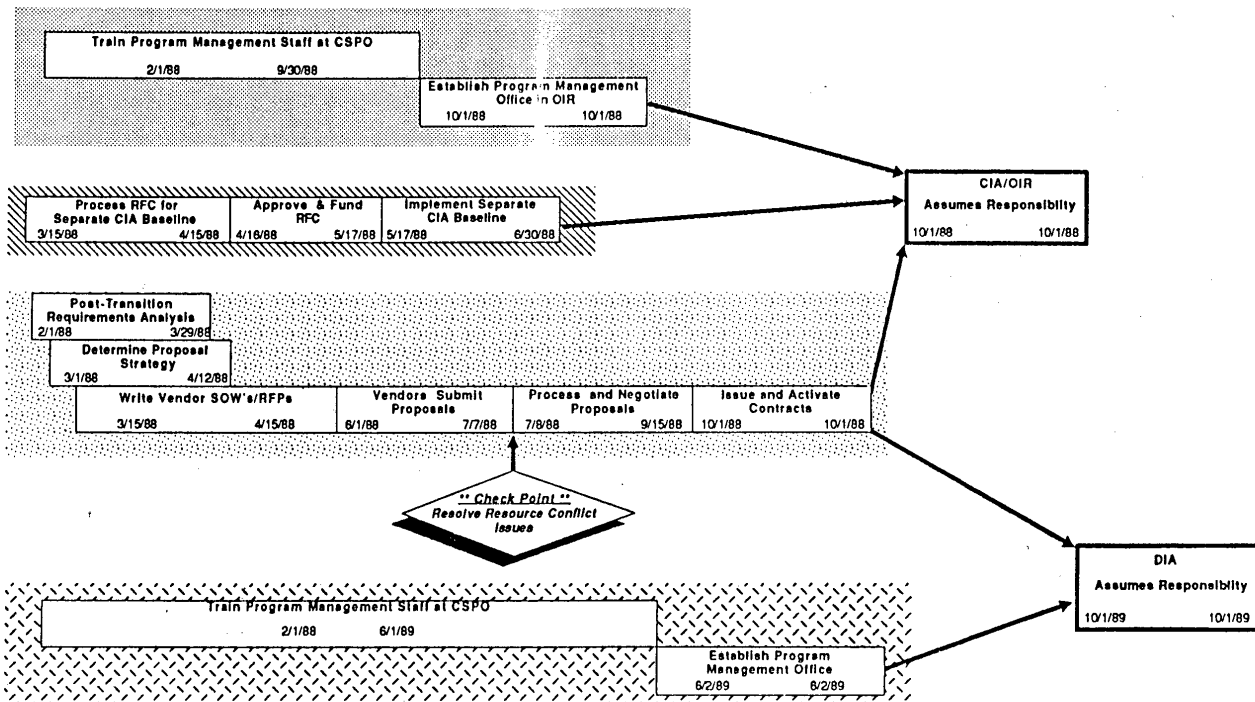 Train Program Management Staff at CSPO
2/1/88 9/30/88
Establish Program Management
Office in OIR
10/1/88 10/1/88
CIA/OIR
Assumes Responsibilty
10/1/88 10/1/88
Process RFC for
Separate CIA Baseline
3/15/88 4/15/88
Approve & Fund
RFC
4/16/88 5/17/88
Implement Separate
CIA Baseline
5/17/88 6/30/88
Post-Transition
Requirements Analysis
2/1/88 3/29/88
Determine Proposal
Strategy
3/1/88 4/12/88
Write Vendor SOW's/RFPs
3/15/88 4/15/88
Vendors Submit
Proposals
6/1/88 7/7/88
Process and Negotiate
Proposals
7/8/88 9/15/88
Issue and Activate
Contracts
10/1/88 10/1/88
** Check Point **
Resolve Resource Conflict
Issues
DIA
Assumes Responsibilty
10/1/89 10/1/89
Train Program Management Staff at CSPO
2/1/88 6/1/89
Establish Program
Management Office
6/2/89 6/2/89